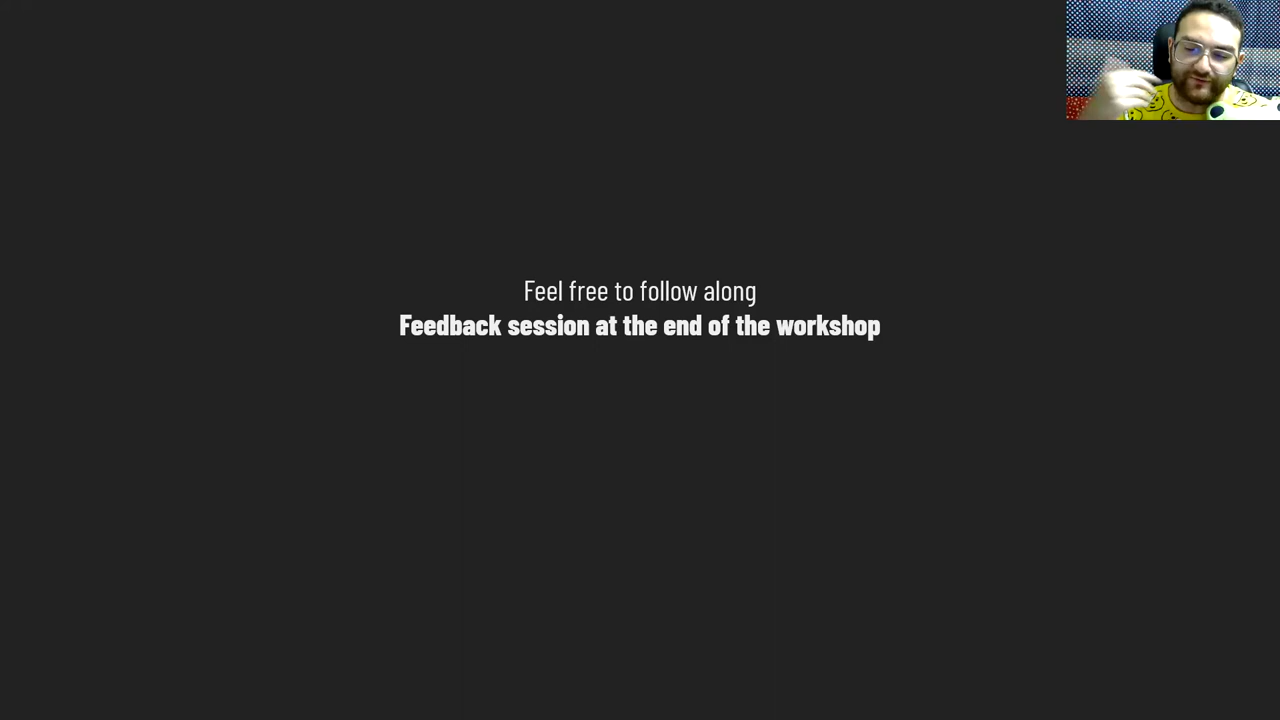 Feel free to follow along
Feedback session at the end of the workshop